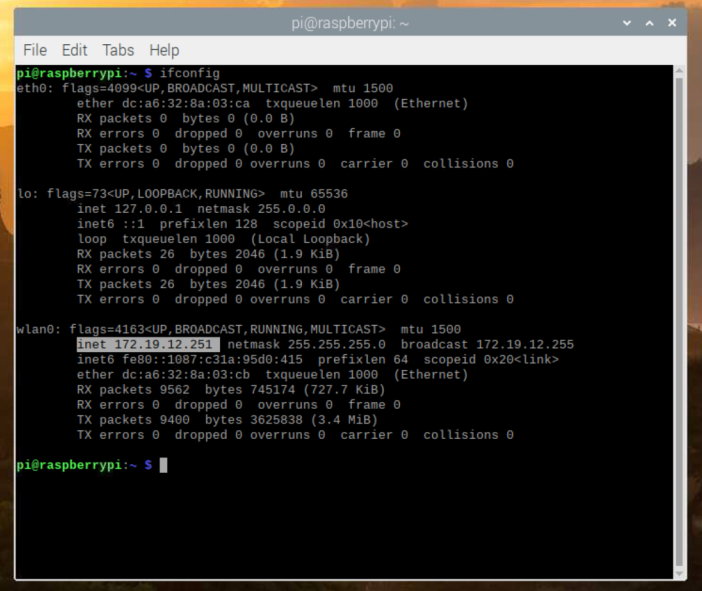 pi@raspberrypi: ~
File Edit Tabs Help
pi@raspberrypi:~ $ ifconfig
eth0: flags=4099<UP,BROADCAST,MULTICAST>  mtu 1500
        ether dc:a6:32:8a:03:ca  txqueuelen 1000  (Ethernet)
        RX packets 0  bytes 0 (0.0 B)
        RX errors 0  dropped 0  overruns 0  frame 0
        TX packets 0  bytes 0 (0.0 B)
        TX errors 0  dropped 0 overruns 0  carrier 0  collisions 0
lo: flags=73<UP,LOOPBACK,RUNNING>  mtu 65536
        inet 127.0.0.1  netmask 255.0.0.0
        inet6 ::1  prefixlen 128  scopeid 0x10<host>
        loop  txqueuelen 1000  (Local Loopback)
        RX packets 26  bytes 2046 (1.9 KiB)
        RX errors 0  dropped 0  overruns 0  frame 0
        TX packets 26  bytes 2046 (1.9 KiB)
        TX errors 0  dropped 0 overruns 0  carrier 0  collisions 0
wlan0: flags=4163<UP,BROADCAST,RUNNING,MULTICAST>  mtu 1500
        inet 172.19.12.251  netmask 255.255.255.0  broadcast 172.19.12.255
        inet6 fe80::1087:c31a:95d0:415  prefixlen 64  scopeid 0x20<link>
        ether dc:a6:32:8a:03:cb  txqueuelen 1000  (Ethernet)
        RX packets 9562  bytes 745174 (727.7 KiB)
        RX errors 0  dropped 0  overruns 0  frame 0
        TX packets 9400  bytes 3625838 (3.4 MiB)
        TX errors 0  dropped 0 overruns 0  carrier 0  collisions 0
pi@raspberrypi:~ $